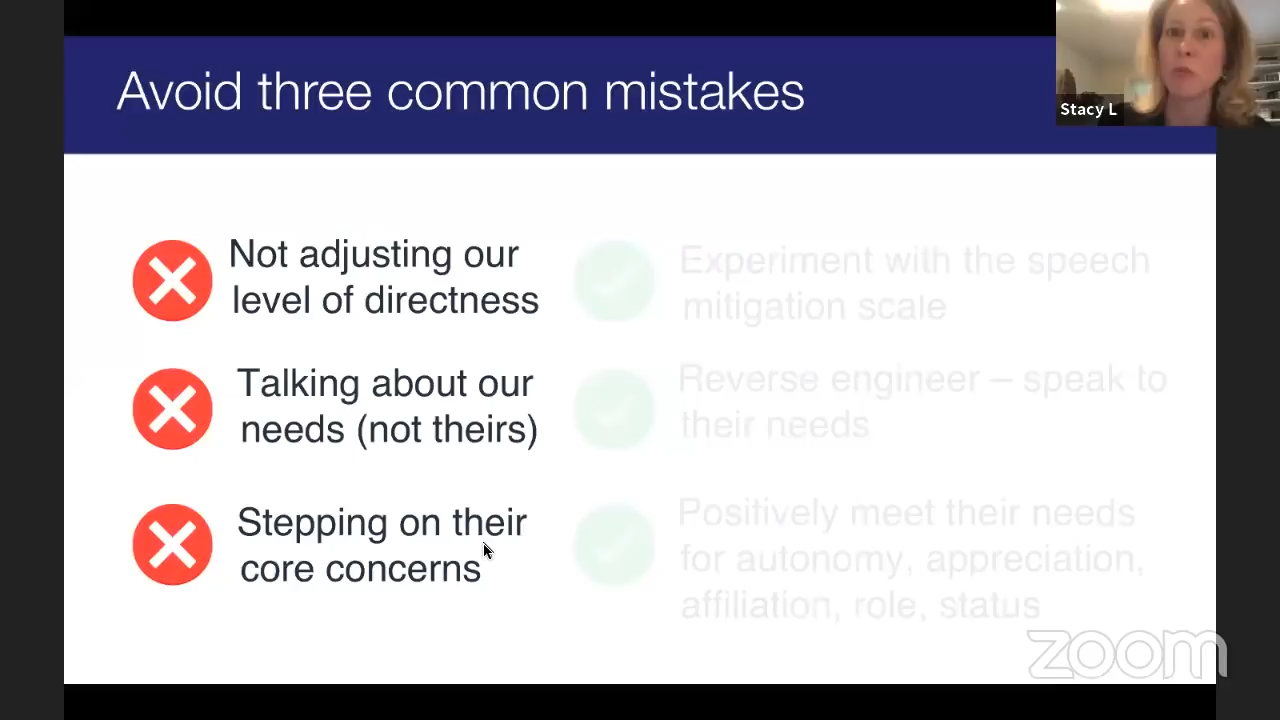 Avoid three common mistakes
Stacy L
Not adjusting our
level of directness
Experiment with the speech
mitigation scale
Talking about our
needs (not theirs)
Reverse engineer – speak to
their needs
Stepping on their
core concerns
Positively meet their needs
for autonomy, appreciation,
affiliation, role, status
zoom